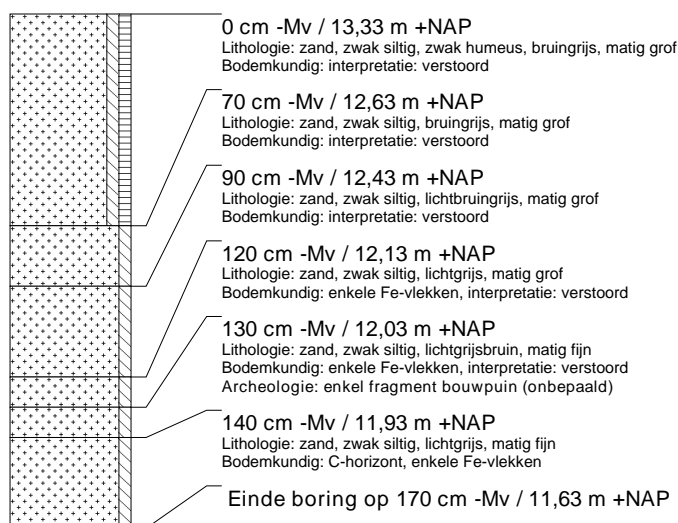 0 cm -Mv / 13,33 m +NAP
Lithologie: zand, zwak siltig, zwak humeus, bruingrijs, matig grof
Bodemkundig: interpretatie: verstoord
70 cm -Mv / 12,63 m +NAP
Lithologie: zand, zwak siltig, bruingrijs, matig grof
Bodemkundig: interpretatie: verstoord
90 cm -Mv / 12,43 m +NAP
Lithologie: zand, zwak siltig, lichtbruingrijs, matig grof
Bodemkundig: interpretatie: verstoord
120 cm -Mv / 12,13 m +NAP
Lithologie: zand, zwak siltig, lichtgrijs, matig grof
Bodemkundig: enkele Fe-vlekken, interpretatie: verstoord
130 cm -Mv / 12,03 m +NAP
Lithologie: zand, zwak siltig, lichtgrijsbruin, matig fijn
Bodemkundig: enkele Fe-vlekken, interpretatie: verstoord
Archeologie: enkel fragment bouwpuin (onbepaald)
140 cm -Mv / 11,93 m +NAP
Lithologie: zand, zwak siltig, lichtgrijs, matig fijn
Bodemkundig: C-horizont, enkele Fe-vlekken
Einde boring op 170 cm -Mv / 11,63 m +NAP